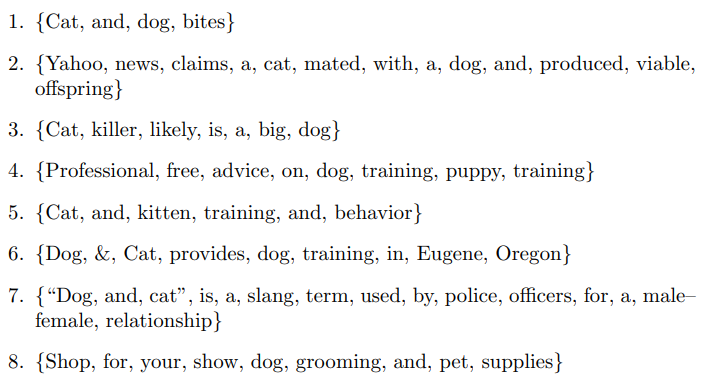 1. {Cat, and, dog, bites}
2. {Yahoo, news, claims, a, cat, mated, with, a, dog, and, produced, viable,
offspring}
3. {Cat, killer, likely, is, a, big, dog}
4. {Professional, free, advice, on, dog, training, puppy, training}
5. {Cat, and, kitten, training, and, behavior}
6. {Dog, &, Cat, provides, dog, training, in, Eugene, Oregon}
7. {“Dog, and, cat”, is, a, slang, term, used, by, police, officers, for, a, male–
female, relationship}
8. {Shop, for, your, show, dog, grooming, and, pet, supplies}